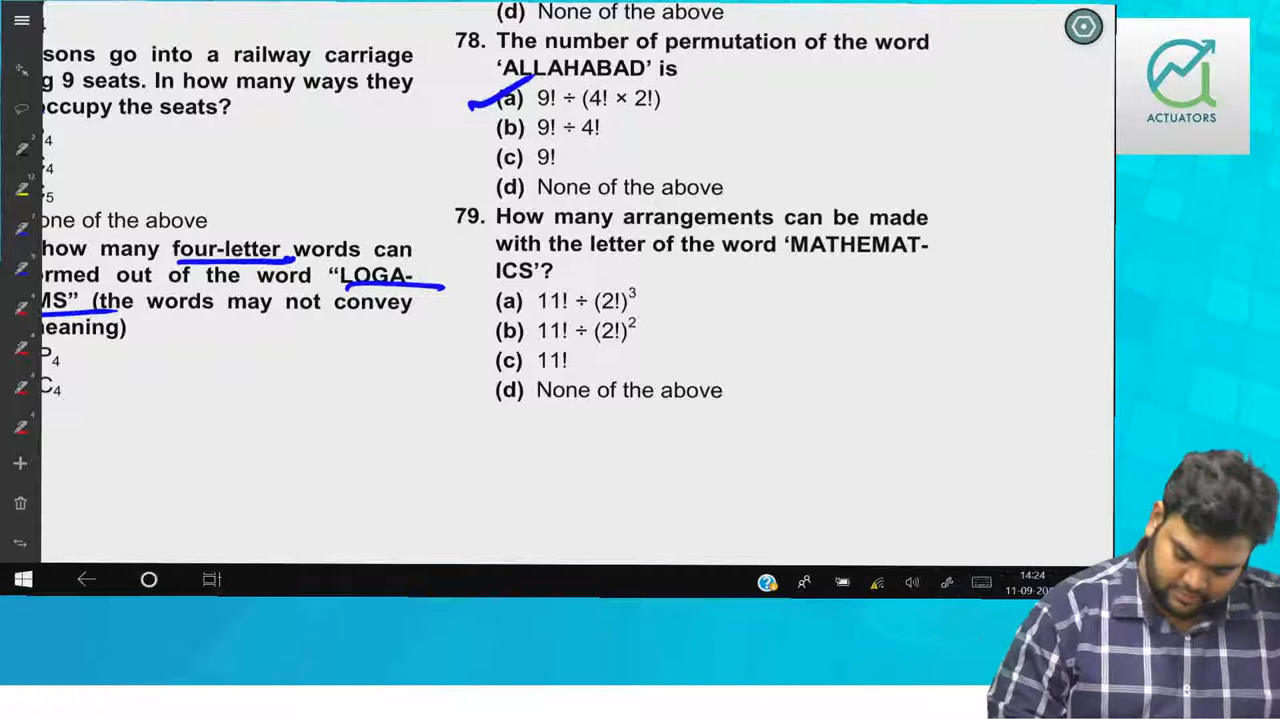 sons go into a railway carriage
g 9 seats. In how many ways they
occupy the seats?
4
4
5
one of the above
how many four-letter words can
rmed out of the word “LOGA-
MS” (the words may not convey
eaning)
P4
C4
(d) None of the above
78. The number of permutation of the word
‘ALLAHABAD’ is
(a) 9! ÷ (4! × 2!)
(b) 9! ÷ 4!
(c) 9!
(d) None of the above
79. How many arrangements can be made
with the letter of the word ‘MATHEMAT-
ICS’?
(a) 11! ÷ (2!)³
(b) 11! ÷ (2!)²
(c) 11!
(d) None of the above
ACTUATORS
14:24
11-09-20